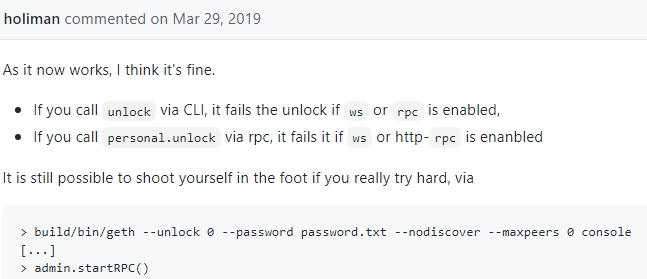 holiman commented on Mar 29, 2019
As it now works, I think it's fine.
• If you call unlock via CLI, it fails the unlock if ws or rpc is enabled,
• If you call personal.unlock via rpc, it fails it if ws or http- rpc is enanbled
It is still possible to shoot yourself in the foot if you really try hard, via
> build/bin/geth --unlock 0 --password password.txt --nodiscover --maxpeers 0 console
[...]
> admin.startRPC()